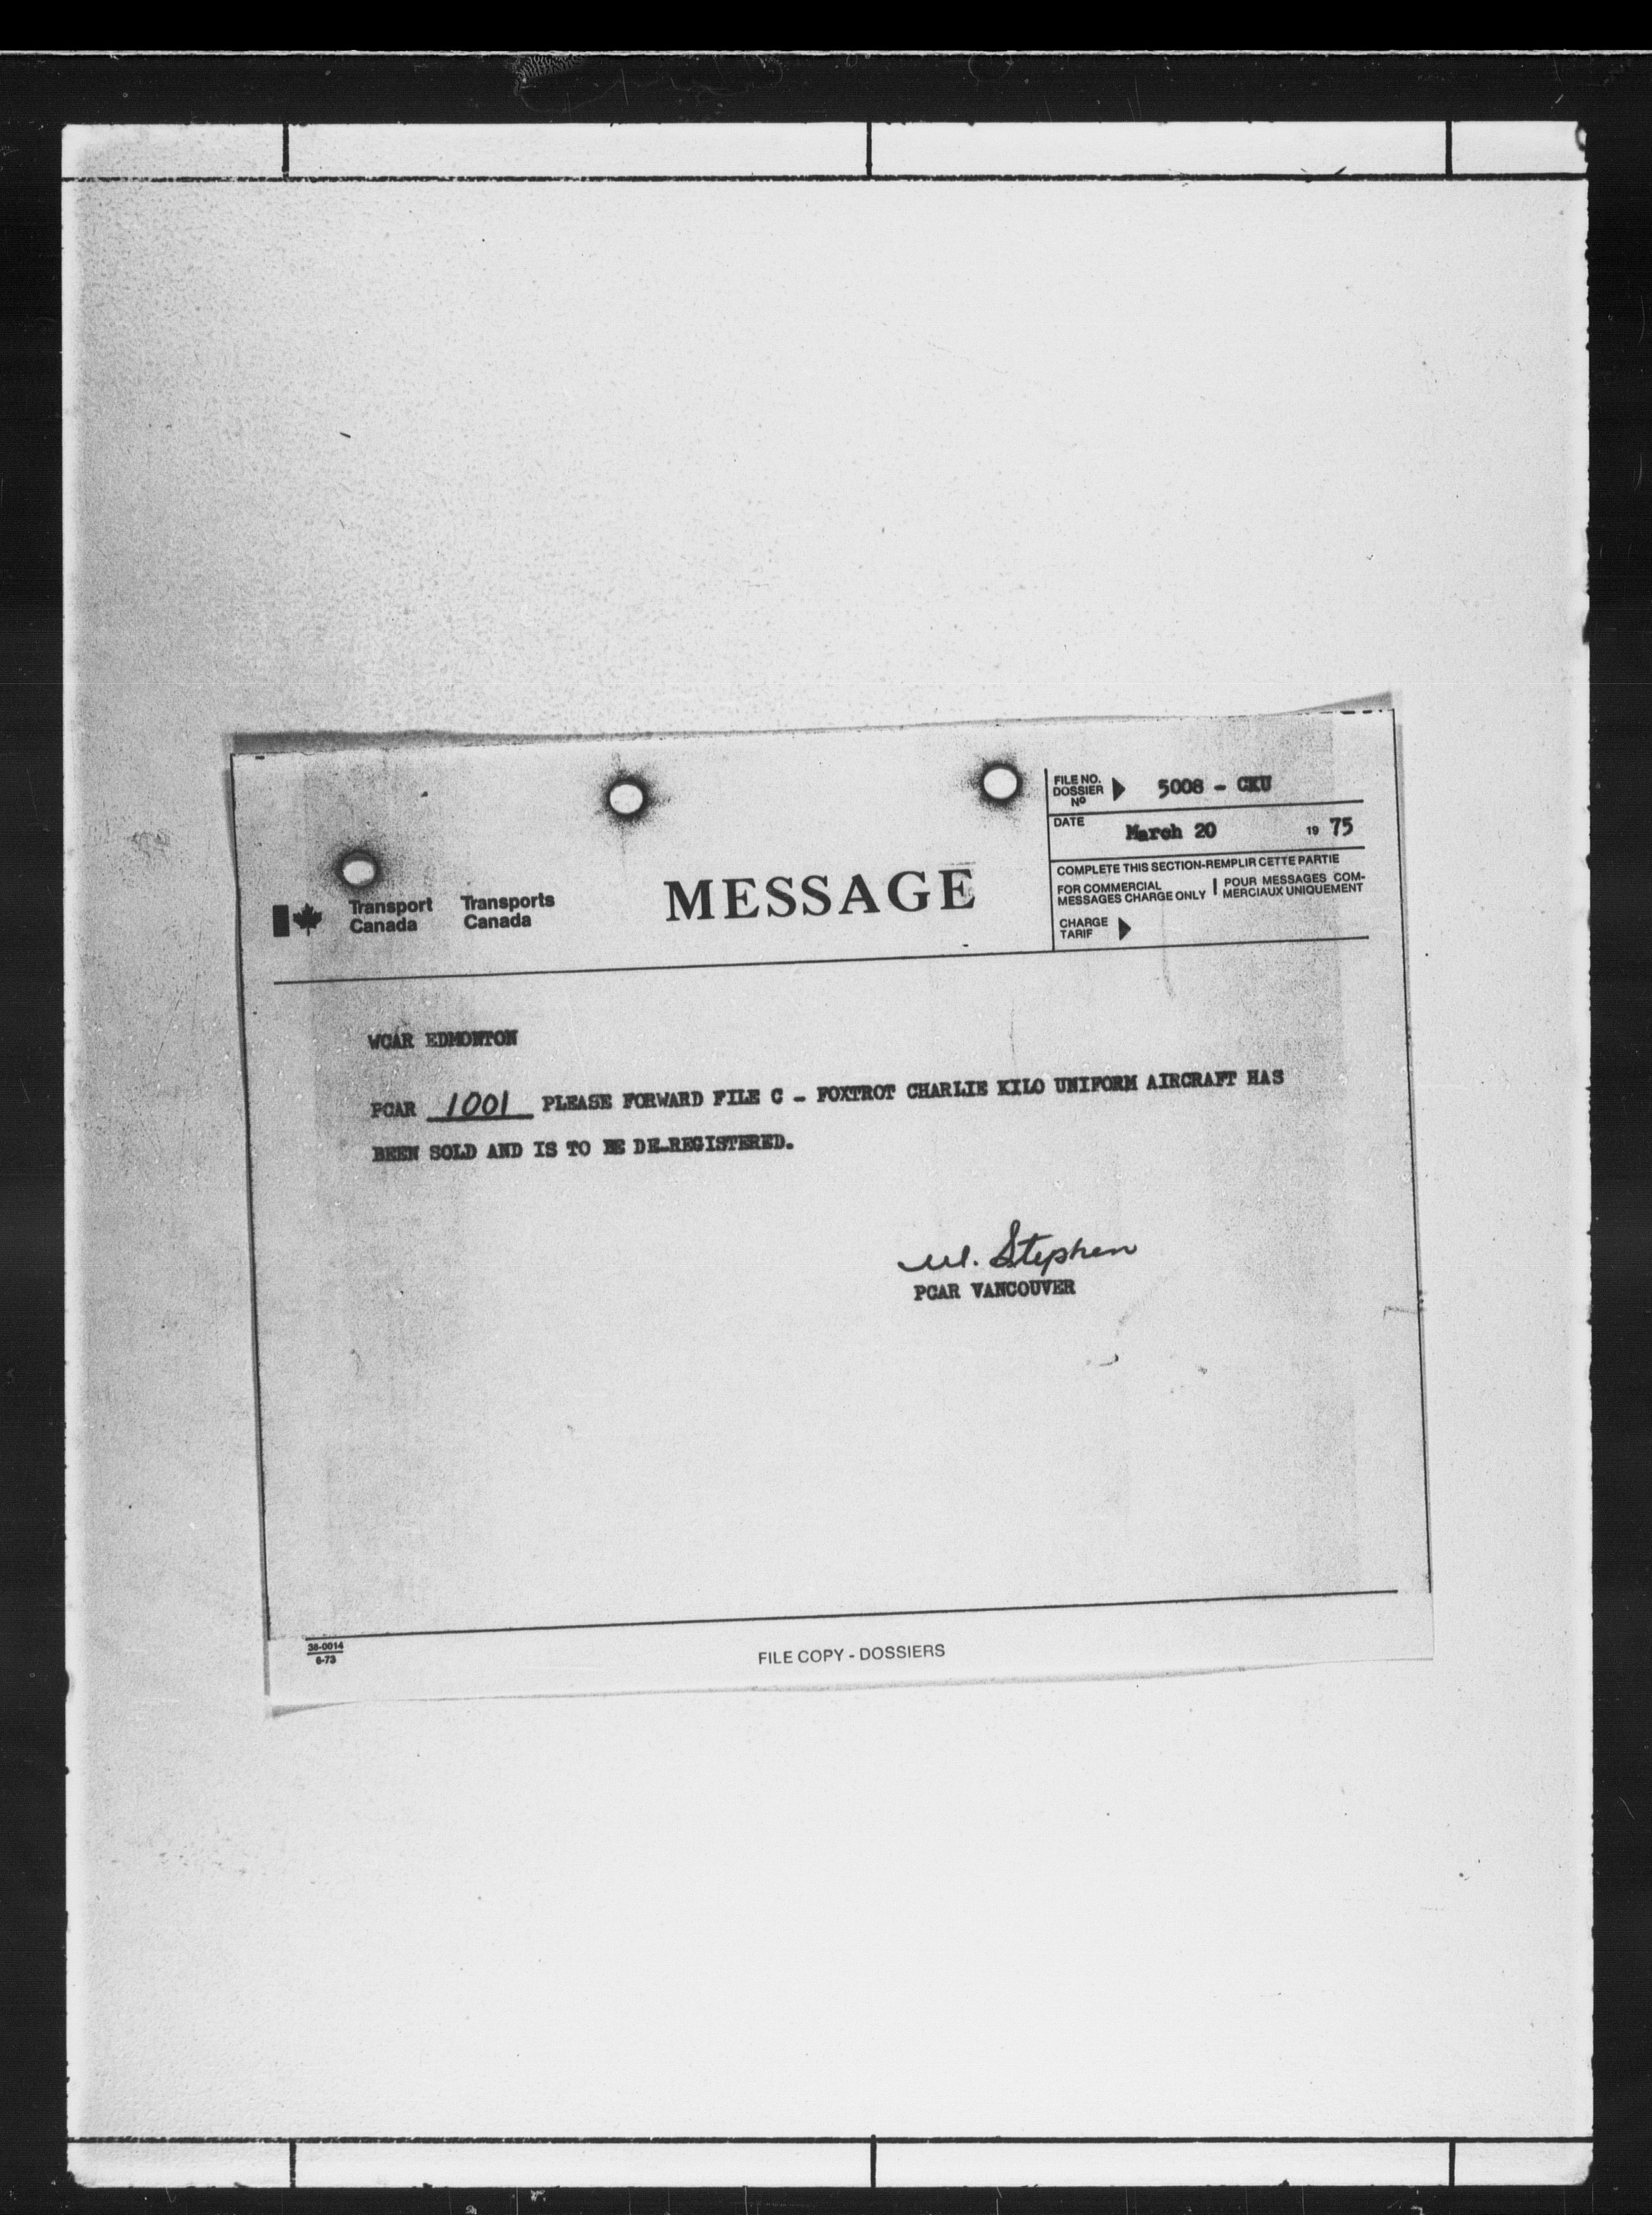 FILE NO.
DOSSIER
Nº
5008 - CKU
DATE
March 20 19 75
COMPLETE THIS SECTION-REMPLIR CETTE PARTIE
FOR COMMERCIAL
MESSAGES CHARGE ONLY
POUR MESSAGES COM-
MERCIAUX UNIQUEMENT
CHARGE
TARIF
Transport
Canada
Transports
Canada
MESSAGE
WCAR EDMONTON
PCAR 1001 PLEASE FORWARD FILE C - FOXTROT CHARLIE KILO UNIFORM AIRCRAFT HAS
BEEN SOLD AND IS TO BE DE-REGISTERED.
Stephen
PCAR VANCOUVER
38-0014
6-73
FILE COPY - DOSSIERS